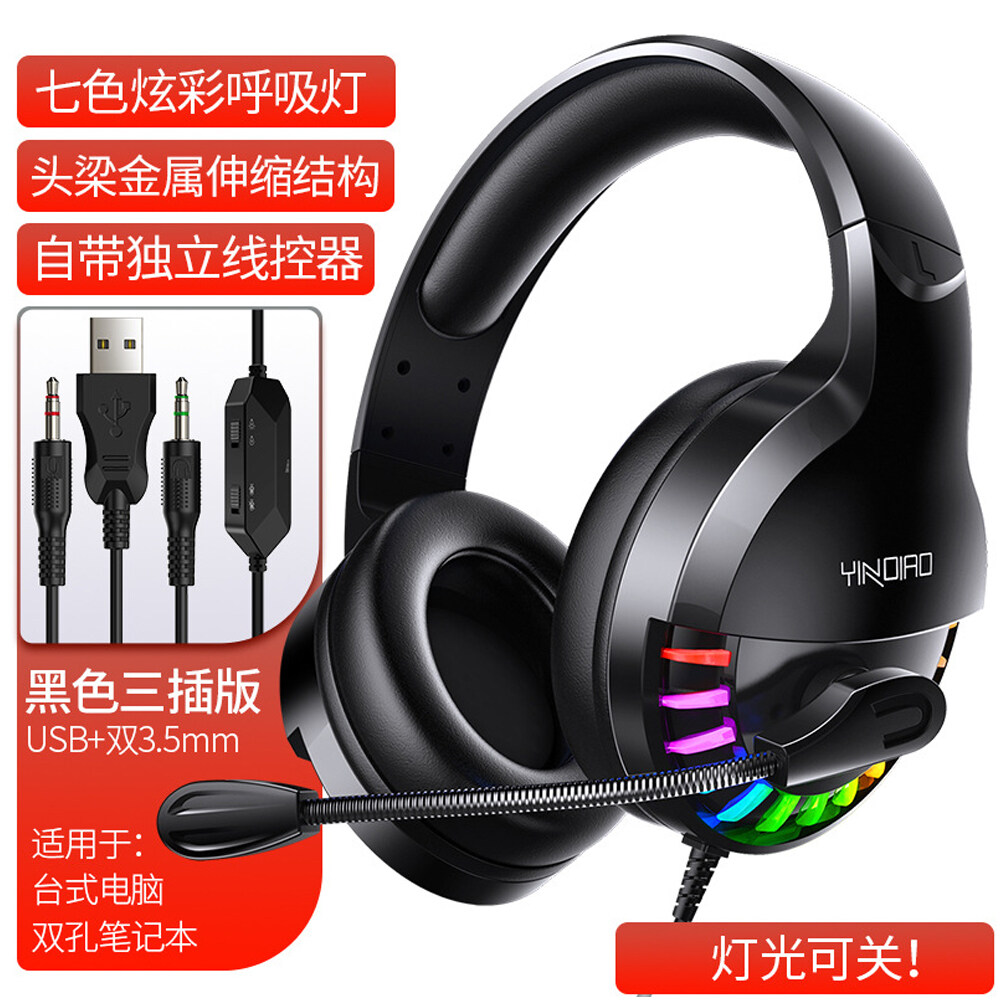 七色炫彩呼吸灯
头梁金属伸缩结构
自带独立线控器
YINDIAO
黑色三插版
USB+双3.5mm
适用于：
台式电脑
双孔笔记本
灯光可关！